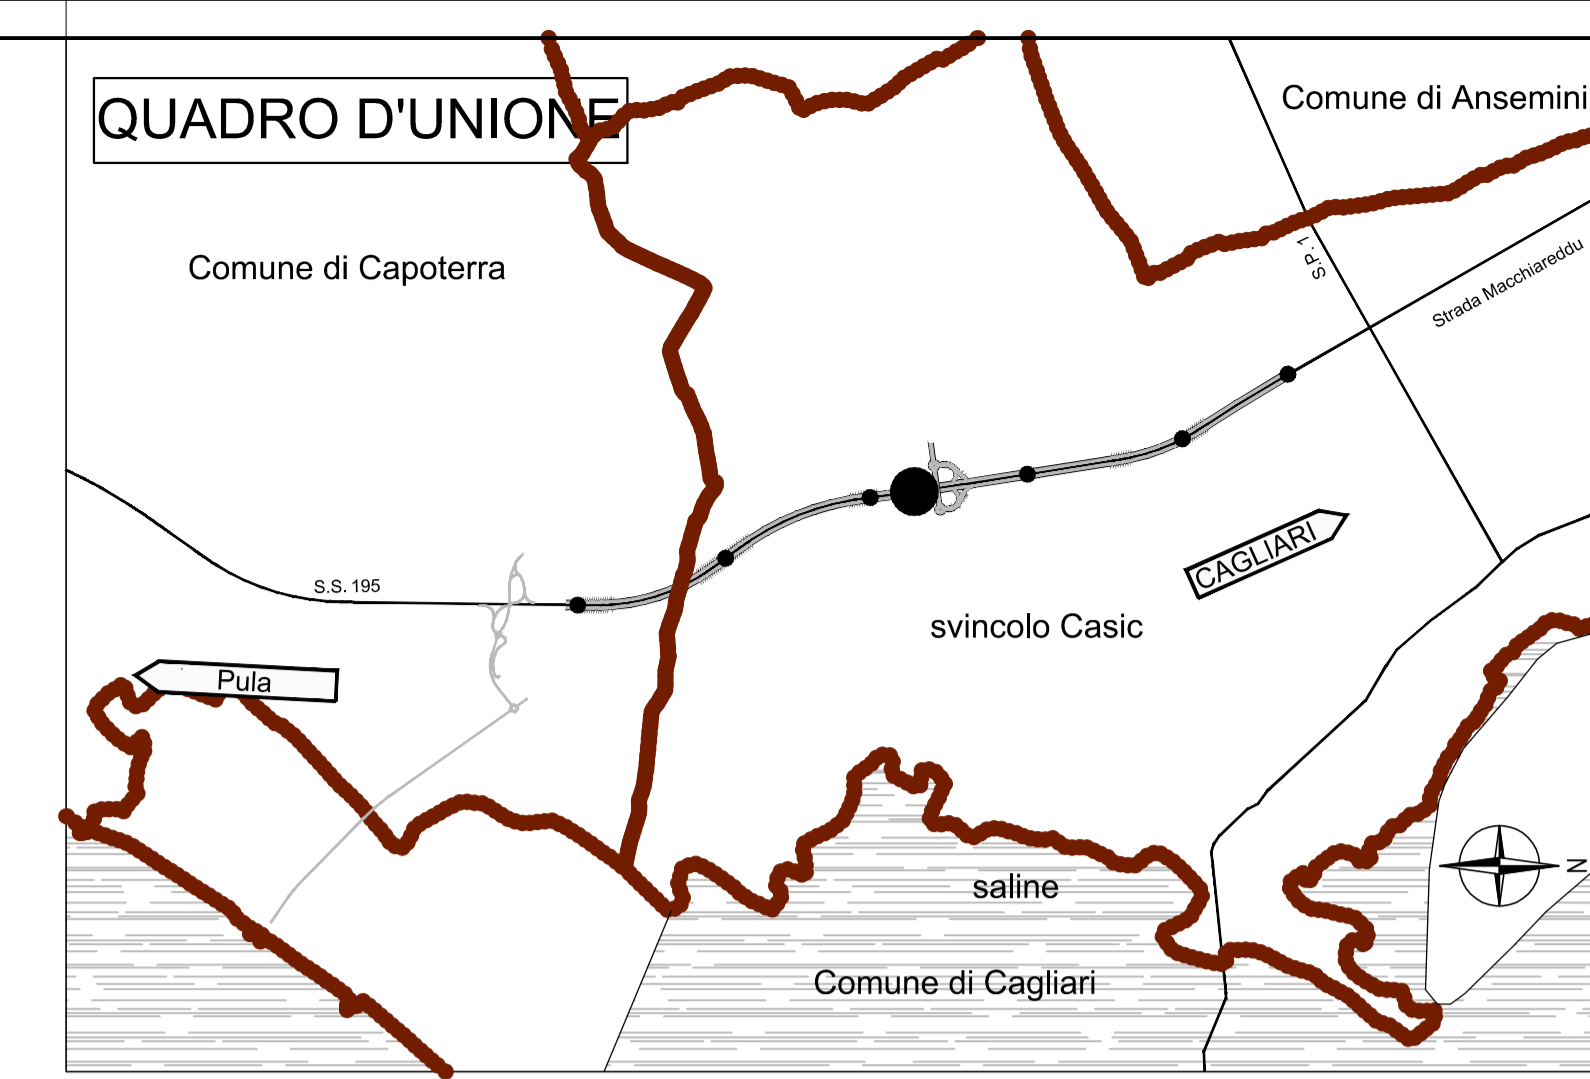 QUADRO D'UNIONE
Comune di Ansemini
Comune di Capoterra
S.P. 1
Strada Macchiareddu
CAGLIARI
S.S. 195
svincolo Casic
Pula
saline
N
Comune di Cagliari